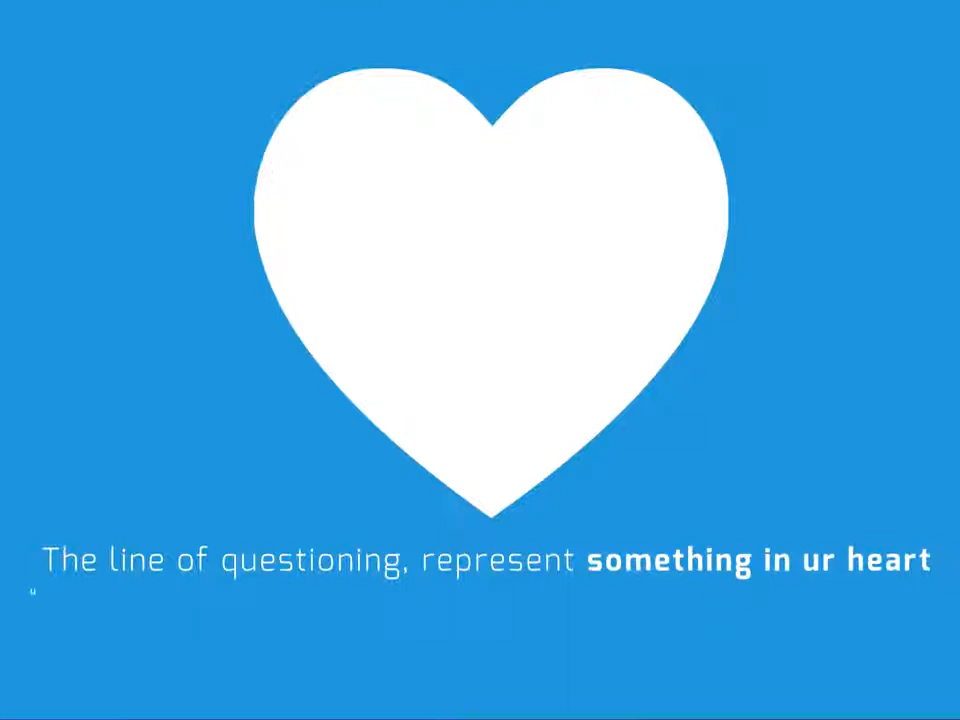 The line of questioning, represent something in ur heart
u